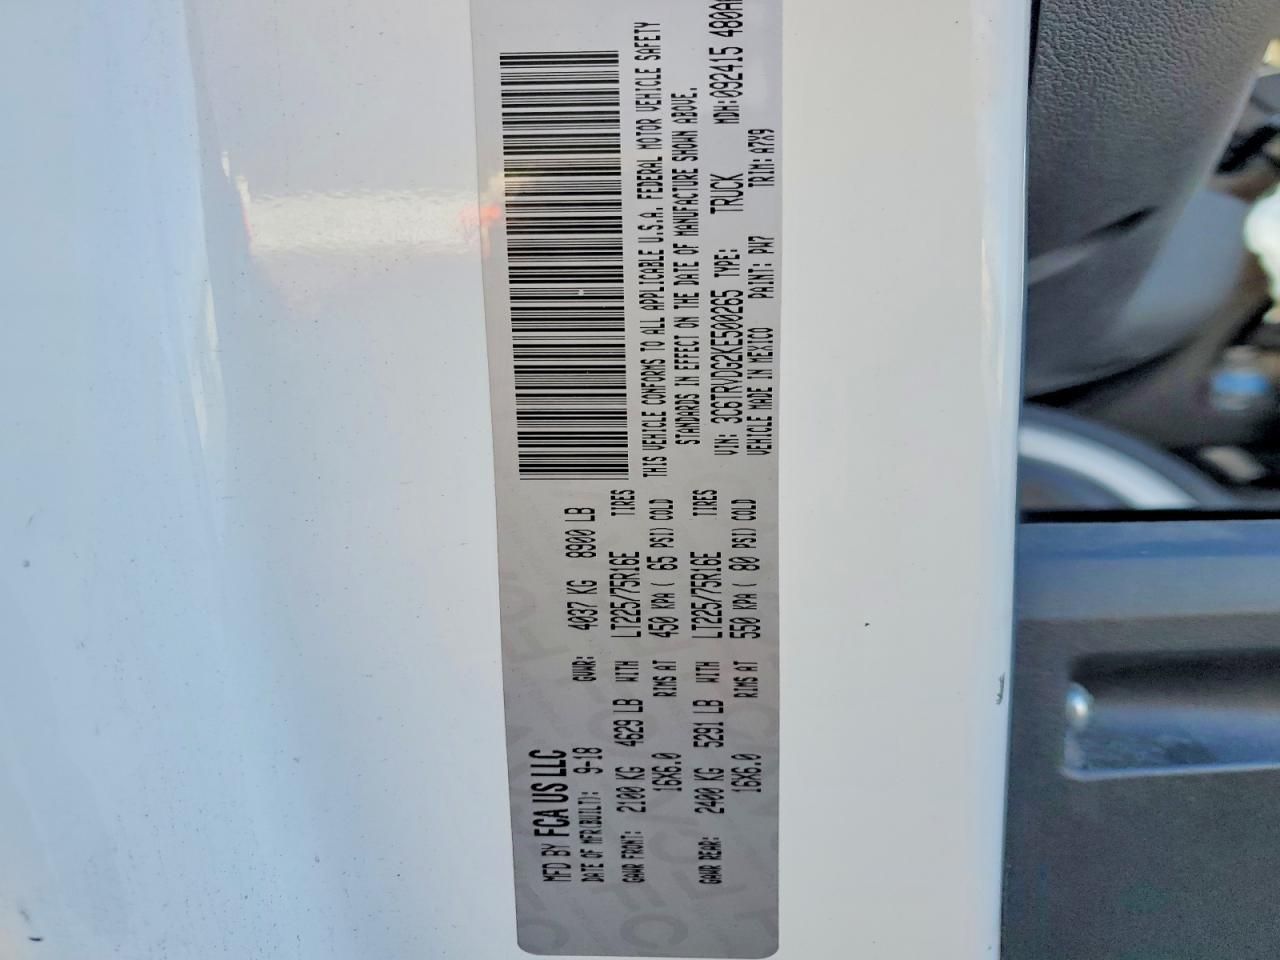 MFD BY FCA US LLC
DATE OF MFR(BUILT): 9-18 GVWR: 4037 KG 8900 LB
GAWR FRONT: 2100 KG 4629 LB WITH LT225/75R16E TIRES
16X6.0 RIMS AT 450 KPA ( 65 PSI) COLD
GAWR REAR: 2400 KG 5291 LB WITH LT225/75R16E TIRES
16X6.0 RIMS AT 550 KPA ( 80 PSI) COLD
THIS VEHICLE CONFORMS TO ALL APPLICABLE U.S.A. FEDERAL MOTOR VEHICLE SAFETY
STANDARDS IN EFFECT ON THE DATE OF MANUFACTURE SHOWN ABOVE.
VIN: 3C6TRVDG2KE500265 TYPE: TRUCK MDH:092415 480A
VEHICLE MADE IN MEXICO PAINT: PW7 TRIM: A7X9